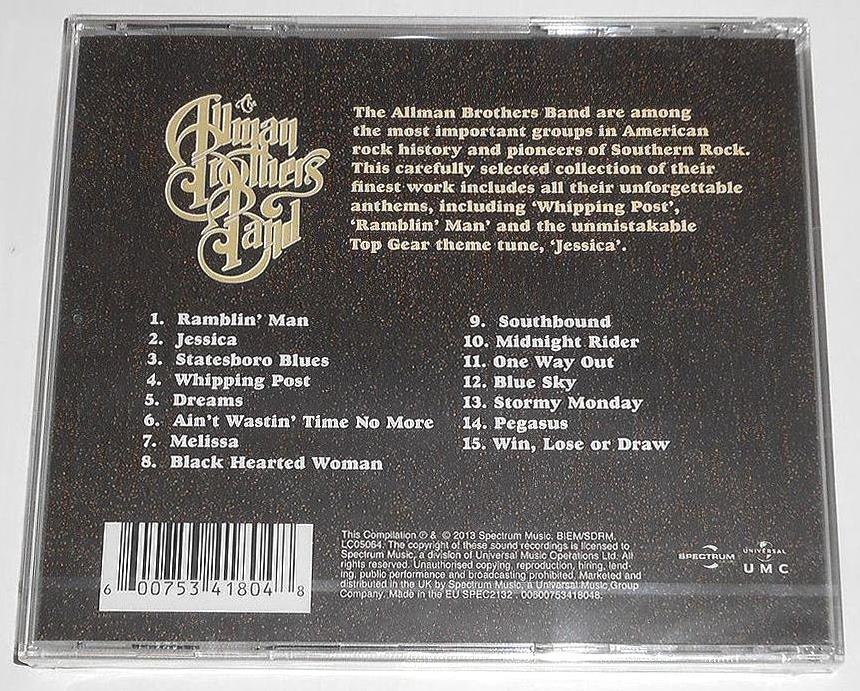 The
Allman
Brothers
Band
The Allman Brothers Band are among
the most important groups in American
rock history and pioneers of Southern Rock.
This carefully selected collection of their
finest work includes all their unforgettable
anthems, including ‘Whipping Post’,
‘Ramblin’ Man’ and the unmistakable
Top Gear theme tune, ‘Jessica’.
1. Ramblin’ Man
2. Jessica
3. Statesboro Blues
4. Whipping Post
5. Dreams
6. Ain’t Wastin’ Time No More
7. Melissa
8. Black Hearted Woman
9. Southbound
10. Midnight Rider
11. One Way Out
12. Blue Sky
13. Stormy Monday
14. Pegasus
15. Win, Lose or Draw
6 00753 41804 8
This Compilation ℗ & © 2013 Spectrum Music. BIEM/SDRM.
LC05064. The copyright of these sound recordings is licensed to
Spectrum Music, a division of Universal Music Operations Ltd. All
rights reserved. Unauthorised copying, reproduction, hiring, lend-
ing, public performance and broadcasting prohibited. Marketed and
distributed in the UK by Spectrum Music, a Universal Music Group
Company. Made in the EU SPEC2132 - 00600753418048.
SPECTRUM
UNIVERSAL
UMC